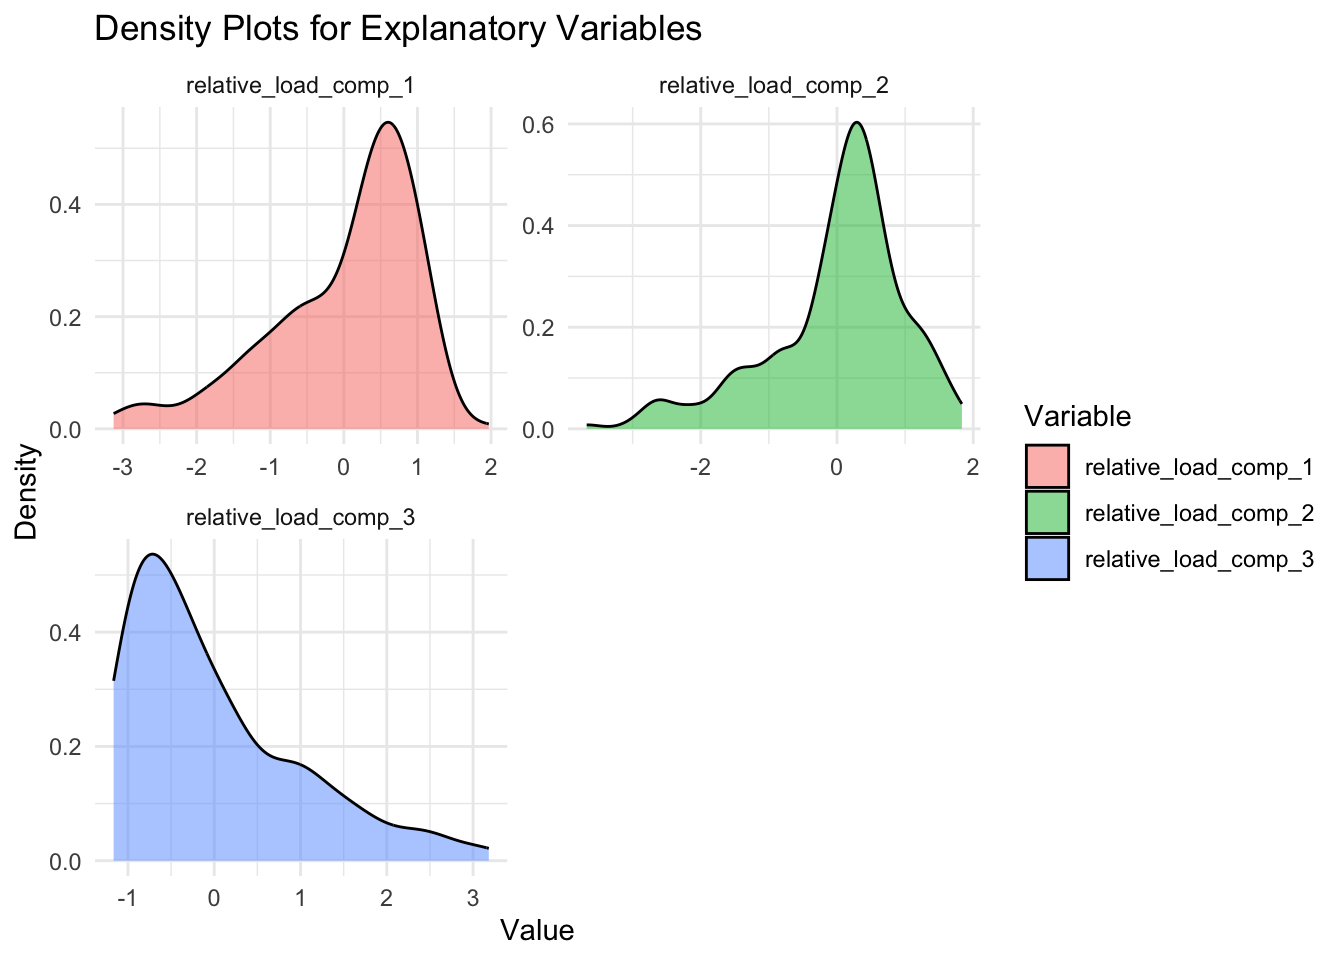 Density Plots for Explanatory Variables
relative_load_comp_1
relative_load_comp_2
0.4
0.2
0.0
-3 -2 -1 0 1 2
0.6
0.4
0.2
0.0
-2 0 2
relative_load_comp_3
0.4
0.2
0.0
-1 0 1 2 3
Density
Value
Variable
relative_load_comp_1
relative_load_comp_2
relative_load_comp_3